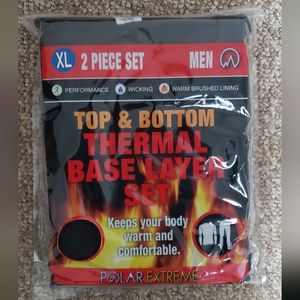 XL 2 PIECE SET MEN
PERFORMANCE WICKING WARM BRUSHED LINING
TOP & BOTTOM
THERMAL
BASE LAYER
SET
Keeps your body
warm and
comfortable.
POLAR EXTREME